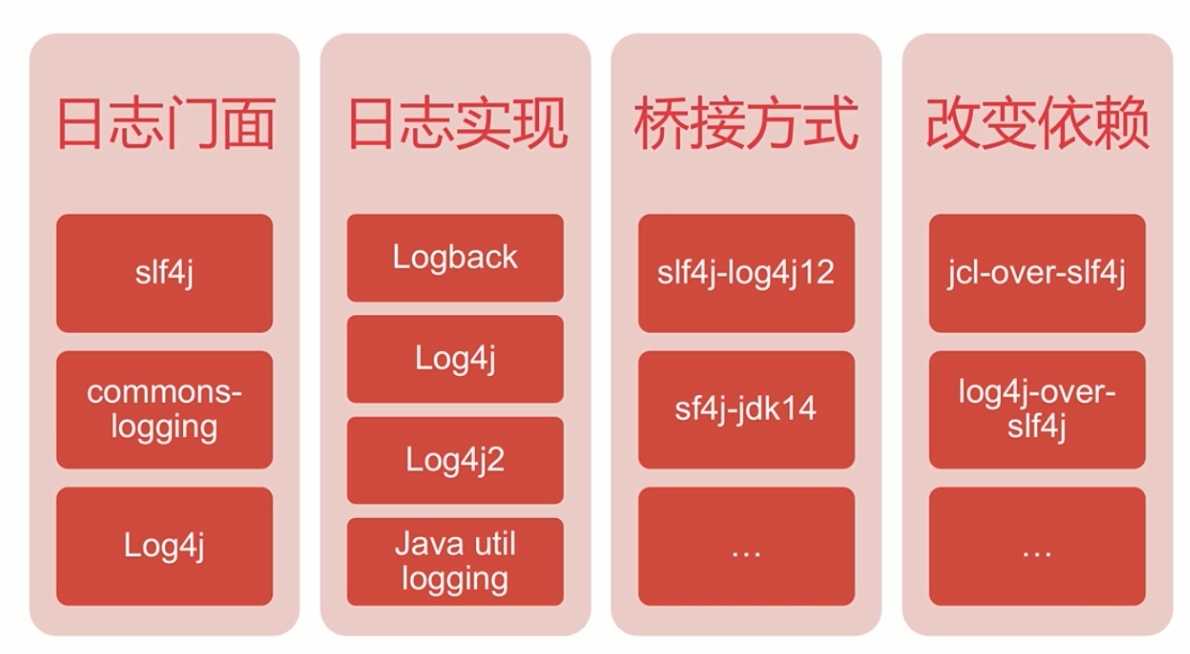 日志门面
slf4j
commons-
logging
Log4j
日志实现
Logback
Log4j
Log4j2
Java util
logging
桥接方式
slf4j-log4j12
sf4j-jdk14
...
改变依赖
jcl-over-slf4j
log4j-over-
slf4j
...